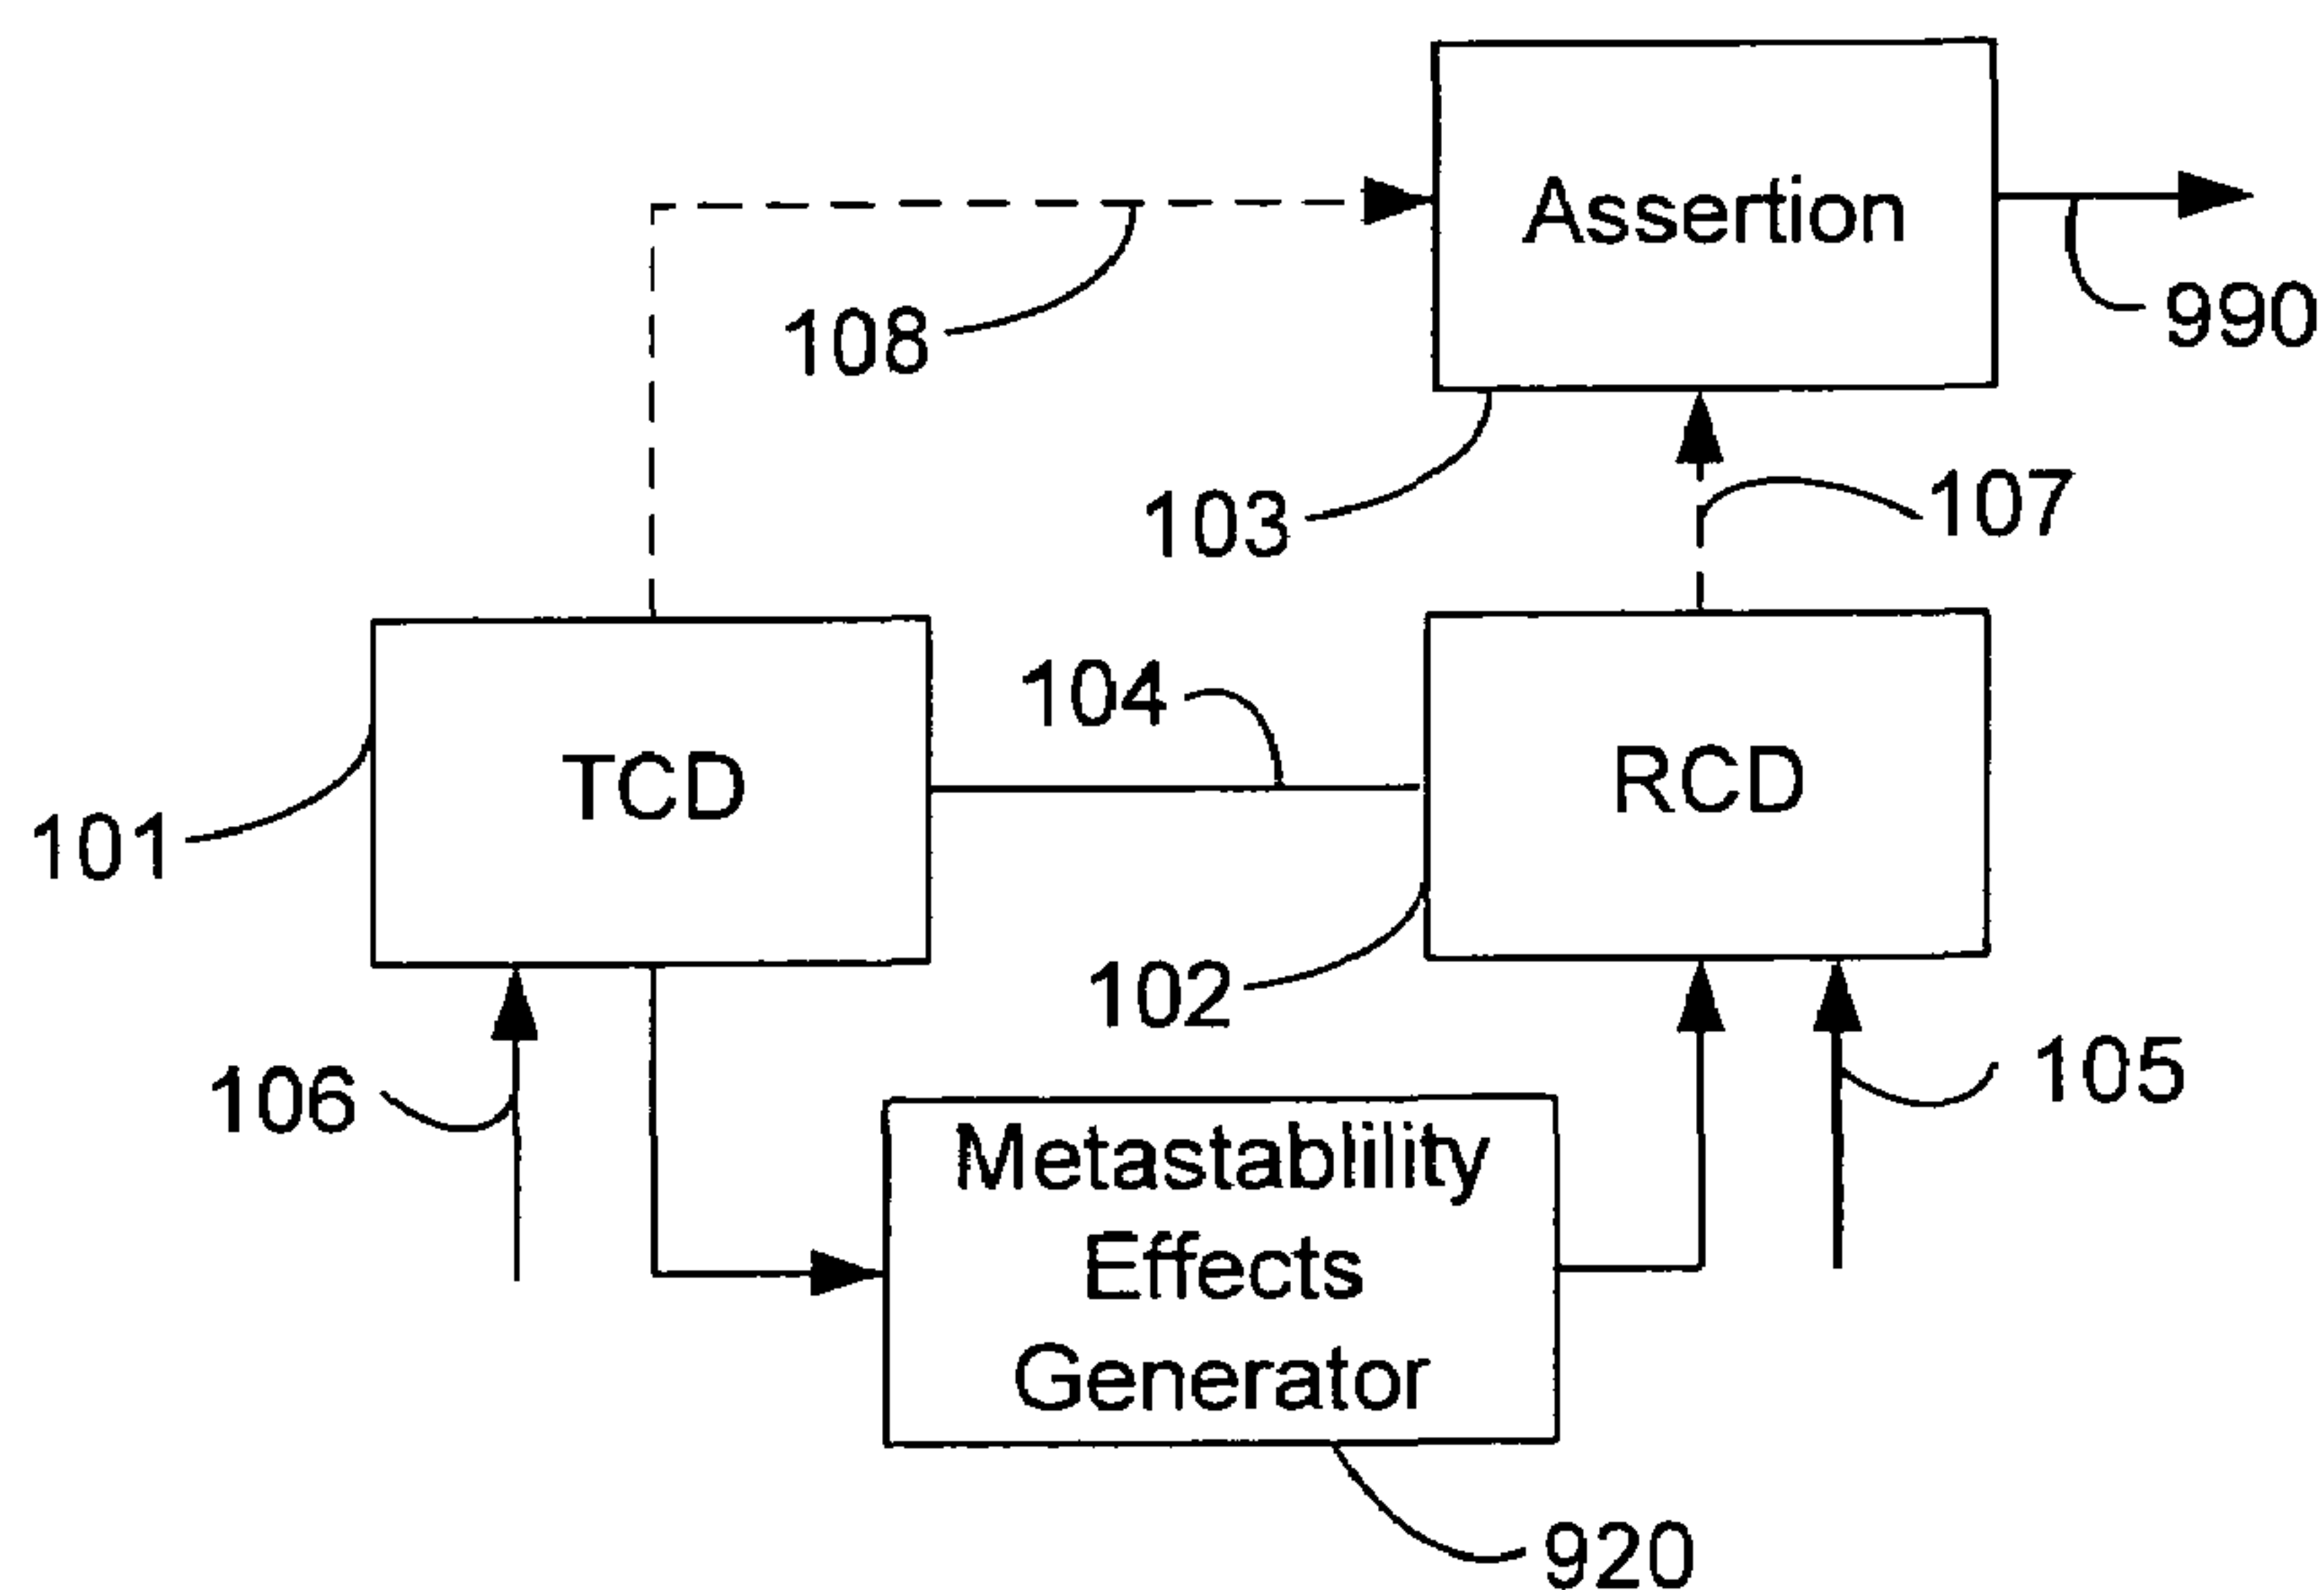 Assertion
990
108
103
107
104
TCD
RCD
101
102
106
105
Metastablility
Effects
Generator
920